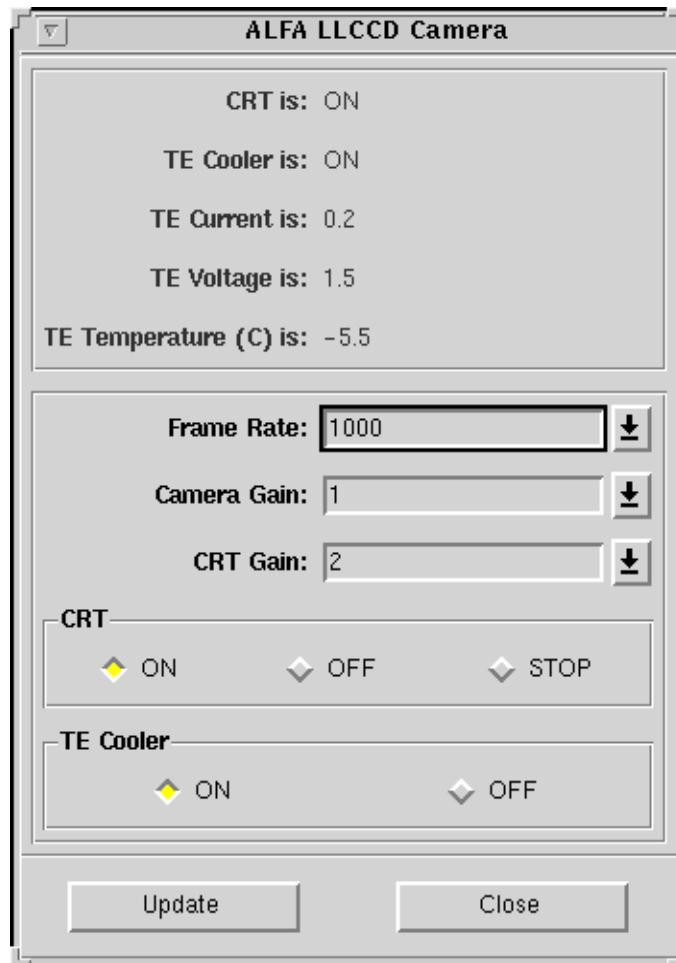 ALFA LLCCD Camera
CRT is: ON
TE Cooler is: ON
TE Current is: 0.2
TE Voltage is: 1.5
TE Temperature (C) is: -5.5
Frame Rate: 1000
Camera Gain: 1
CRT Gain: 2
CRT
ON OFF STOP
TE Cooler
ON OFF
Update Close